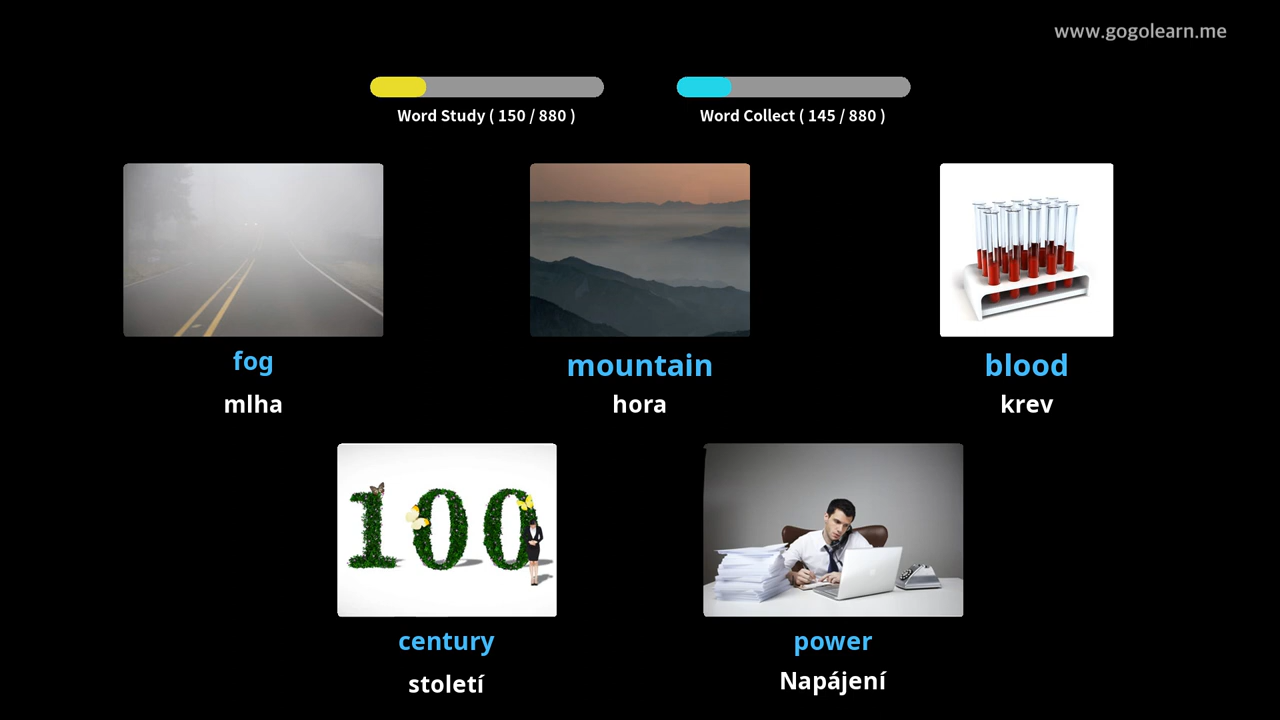 www.gogolearn.me
Word Study ( 150 / 880 )
Word Collect ( 145 / 880 )
fog
mlha
mountain
hora
blood
krev
100
century
století
power
Napájení